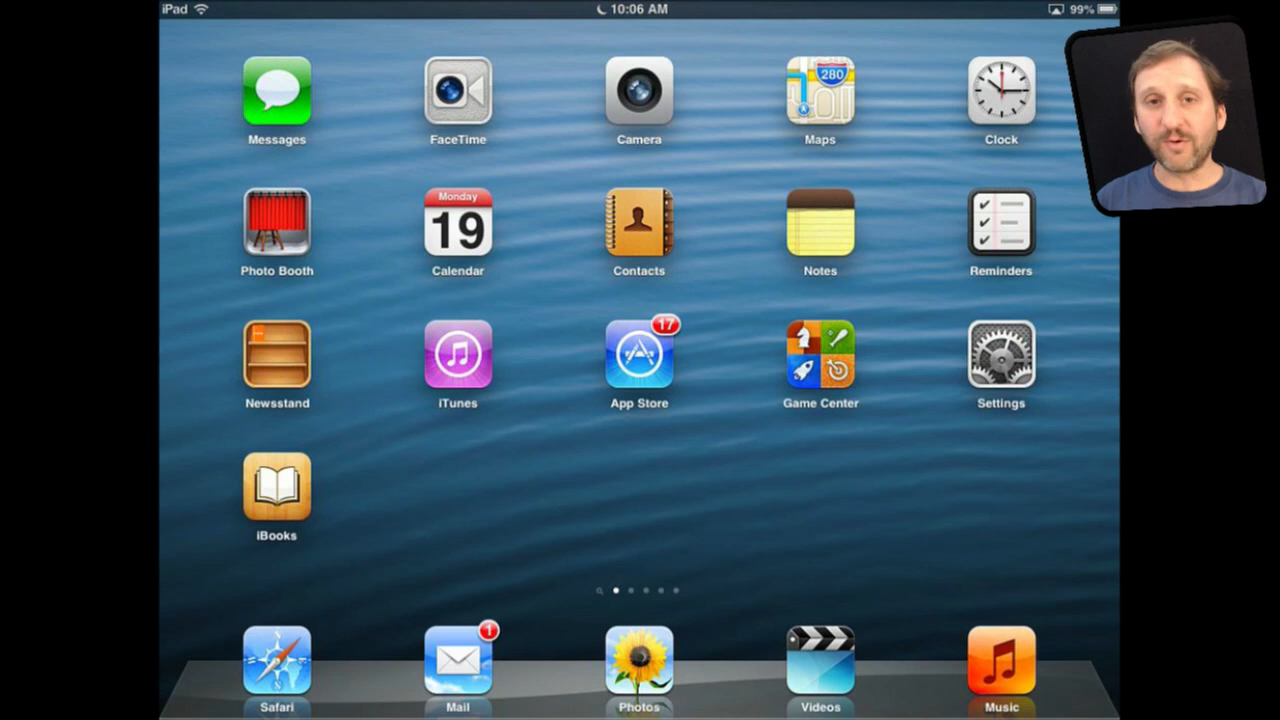 iPad 10:06 AM 99%
280
Messages FaceTime Camera Maps Clock
Monday
19
Photo Booth Calendar Contacts Notes Reminders
17
Newsstand iTunes App Store Game Center Settings
iBooks
1
Safari Mail Photos Videos Music